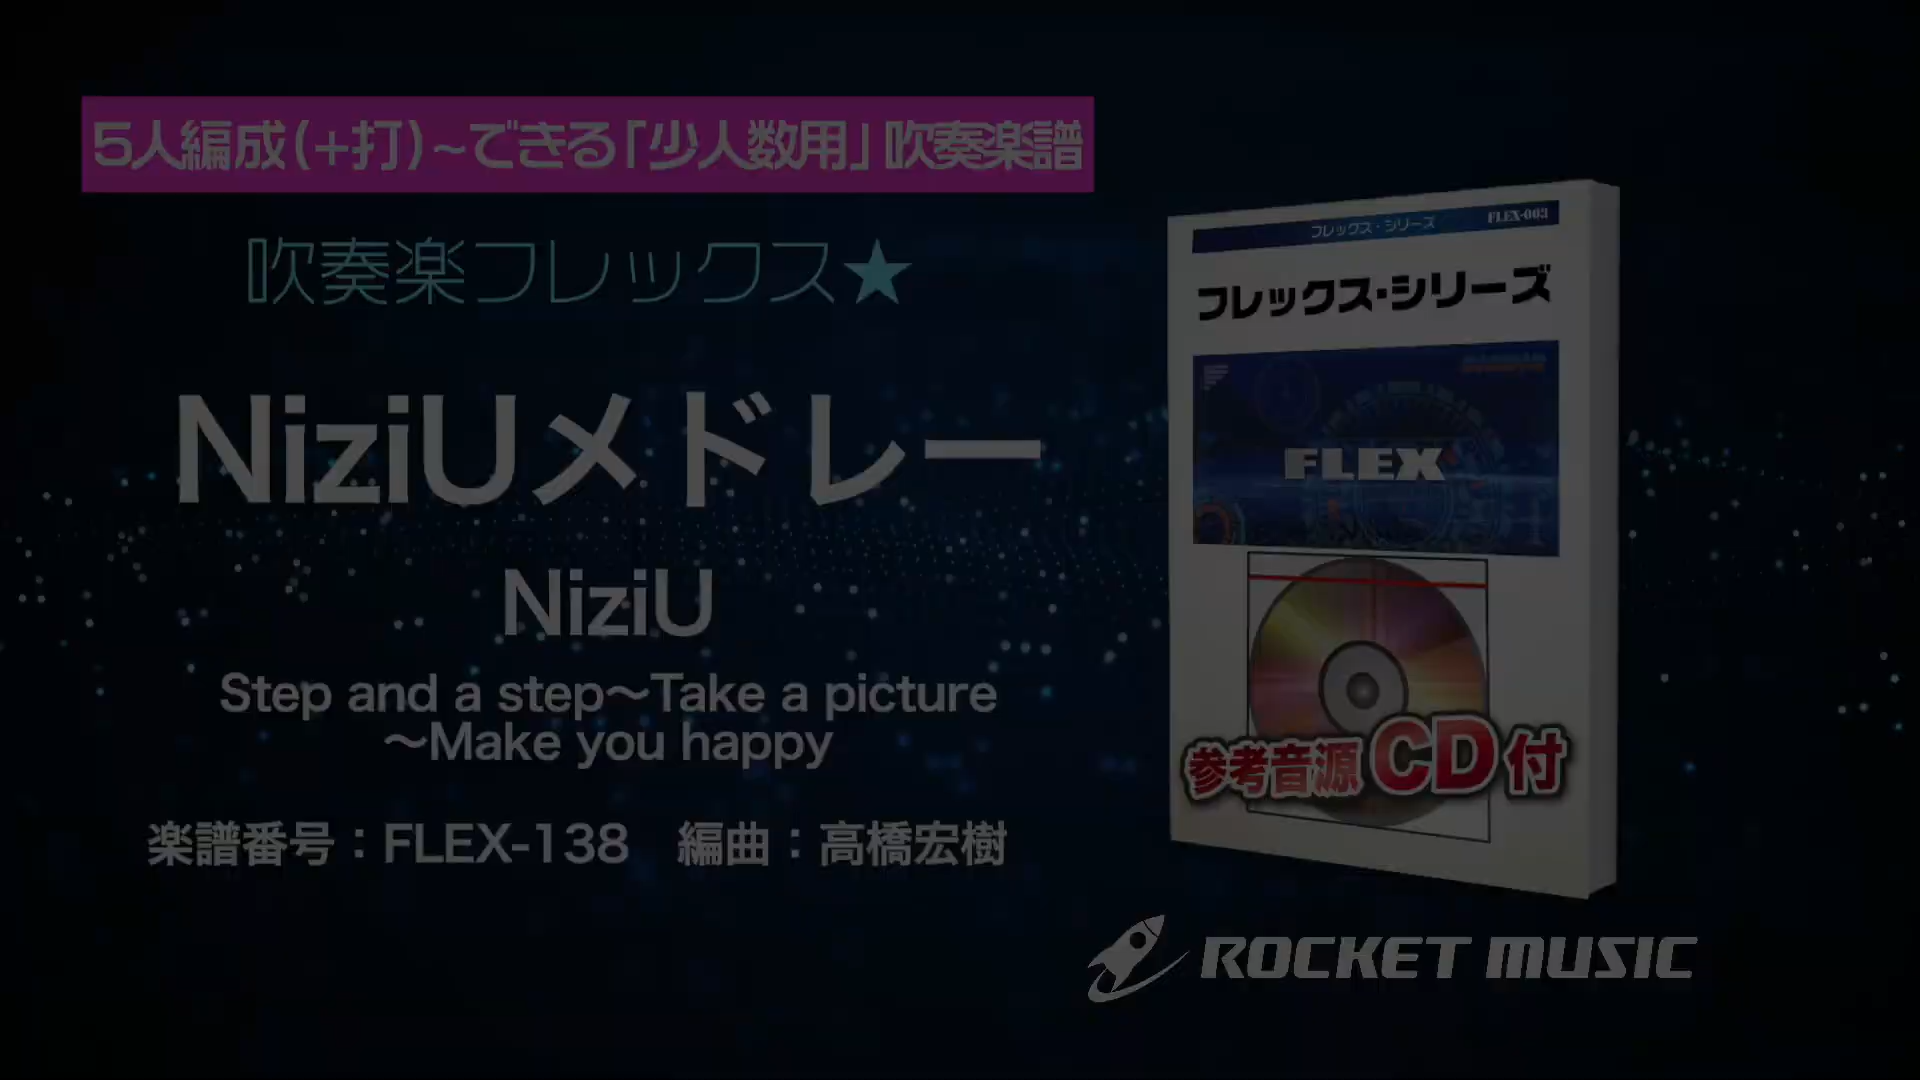 5人編成(+打)~できる「少人数用」吹奏楽譜
吹奏楽フレックス★
NiziUメドレー
NiziU
Step and a step〜Take a picture
〜Make you happy
楽譜番号：FLEX-138　編曲：高橋宏樹
フレックス・シリーズ FLEX-003
フレックス・シリーズ
FLEX
参考音源CD付
ROCKET MUSIC